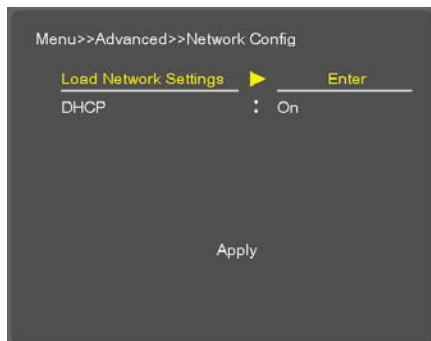 Menu>>Advanced>>Network Config
Load Network Settings ▶ Enter
DHCP : On
Apply